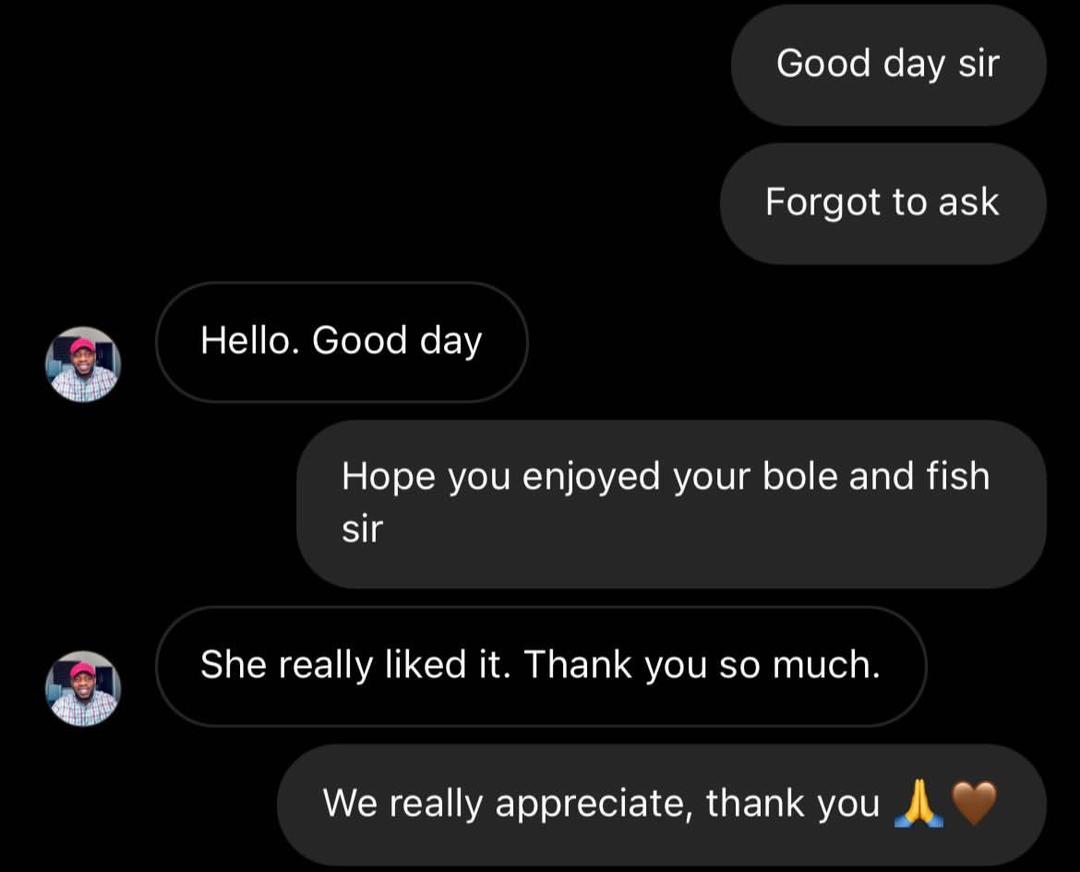 Good day sir
Forgot to ask
Hello. Good day
Hope you enjoyed your bole and fish
sir
She really liked it. Thank you so much.
We really appreciate, thank you 🙏🤎